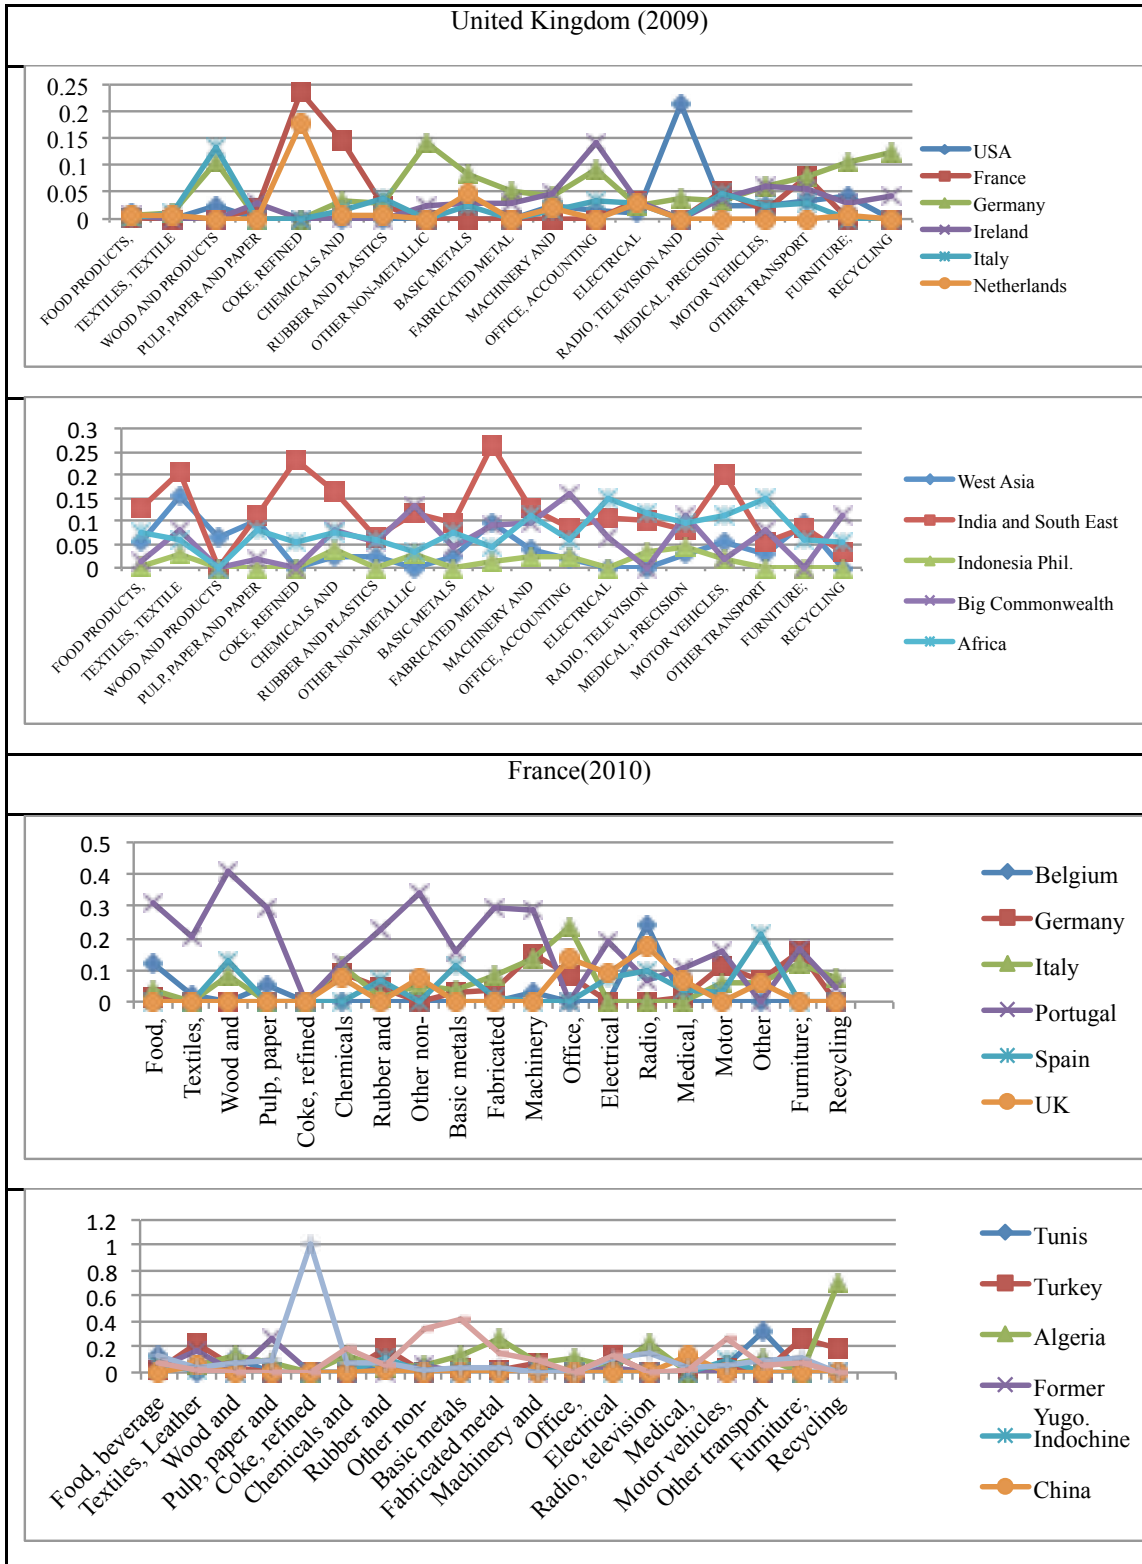 United Kingdom (2009)
0.25
0.2
0.15
0.1
0.05
0
FOOD PRODUCTS,
TEXTILES, TEXTILE
WOOD AND PRODUCTS
PULP, PAPER AND PAPER
COKE, REFINED
CHEMICALS AND
RUBBER AND PLASTICS
OTHER NON-METALLIC
BASIC METALS
FABRICATED METAL
MACHINERY AND
OFFICE, ACCOUNTING
ELECTRICAL
RADIO, TELEVISION AND
MEDICAL, PRECISION
MOTOR VEHICLES,
OTHER TRANSPORT
FURNITURE;
RECYCLING
USA
France
Germany
Ireland
Italy
Netherlands
0.3
0.25
0.2
0.15
0.1
0.05
0
FOOD PRODUCTS,
TEXTILES, TEXTILE
WOOD AND PRODUCTS
PULP, PAPER AND PAPER
COKE, REFINED
CHEMICALS AND
RUBBER AND PLASTICS
OTHER NON-METALLIC
BASIC METALS
FABRICATED METAL
MACHINERY AND
OFFICE, ACCOUNTING
ELECTRICAL
RADIO, TELEVISION
MEDICAL, PRECISION
MOTOR VEHICLES,
OTHER TRANSPORT
FURNITURE;
RECYCLING
West Asia
India and South East
Indonesia Phil.
Big Commonwealth
Africa
France(2010)
0.5
0.4
0.3
0.2
0.1
0
Food,
Textiles,
Wood and
Pulp, paper
Coke, refined
Chemicals
Rubber and
Other non-
Basic metals
Fabricated
Machinery
Office,
Electrical
Radio,
Medical,
Motor
Other
Furniture;
Recycling
Belgium
Germany
Italy
Portugal
Spain
UK
1.2
1
0.8
0.6
0.4
0.2
0
Food, beverage
Textiles, Leather
Wood and
Pulp, paper and
Coke, refined
Chemicals and
Rubber and
Other non-
Basic metals
Fabricated metal
Machinery and
Office,
Electrical
Radio, television
Medical,
Motor vehicles,
Other transport
Furniture;
Recycling
Tunis
Turkey
Algeria
Former
Yugo.
Indochine
China